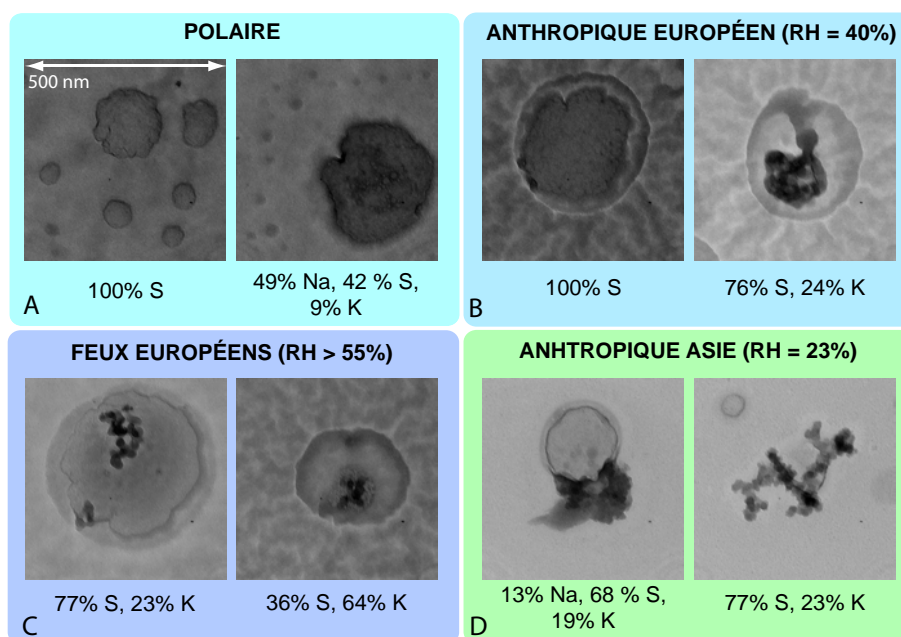 POLAIRE
500 nm
100% S
49% Na, 42 % S,
9% K
A
ANTHROPIQUE EUROPÉEN (RH = 40%)
100% S
76% S, 24% K
B
FEUX EUROPÉENS (RH > 55%)
77% S, 23% K
36% S, 64% K
C
ANHTROPIQUE ASIE (RH = 23%)
13% Na, 68 % S,
19% K
77% S, 23% K
D